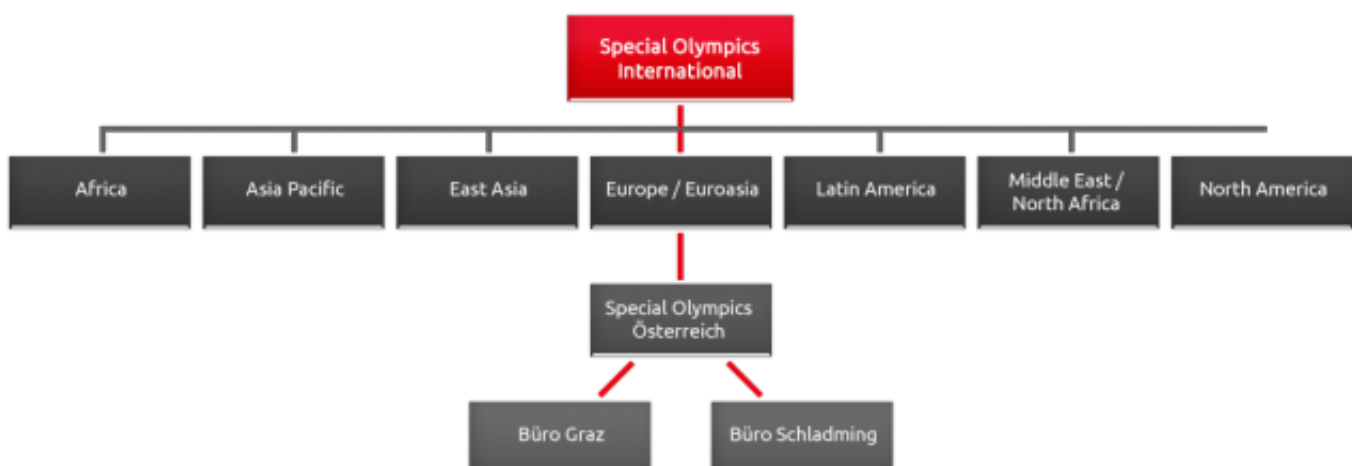 Special Olympics
International
Africa
Asia Pacific
East Asia
Europe / Euroasia
Latin America
Middle East /
North Africa
North America
Special Olympics
Österreich
Büro Graz
Büro Schladming